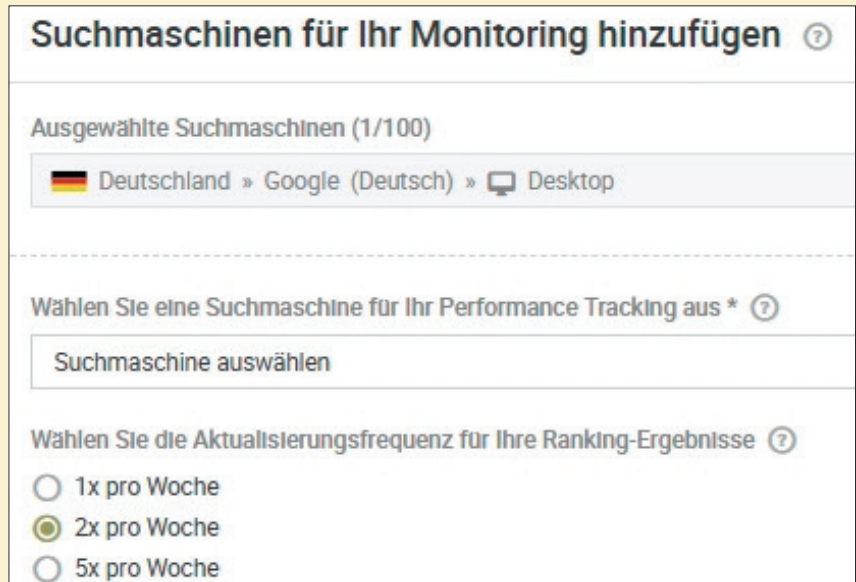 Suchmaschinen für Ihr Monitoring hinzufügen ?
Ausgewählte Suchmaschinen (1/100)
Deutschland » Google (Deutsch) » Desktop
Wählen Sie eine Suchmaschine für Ihr Performance Tracking aus * ?
Suchmaschine auswählen
Wählen Sie die Aktualisierungsfrequenz für Ihre Ranking-Ergebnisse ?
1x pro Woche
2x pro Woche
5x pro Woche